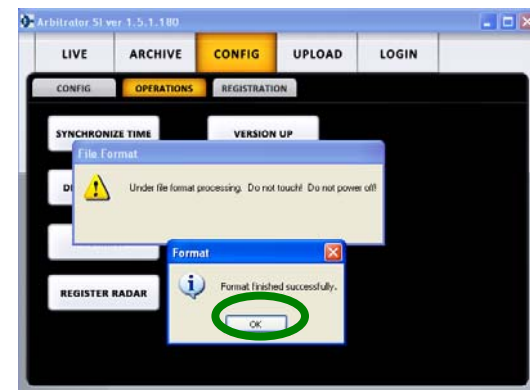 Arbitrator SI ver 1.5.1.180
LIVE ARCHIVE CONFIG UPLOAD LOGIN
CONFIG OPERATIONS REGISTRATION
SYNCHRONIZE TIME VERSION UP
File Format
Under file format processing. Do not touch! Do not power off!
Format
Format finished successfully.
OK
REGISTER RADAR